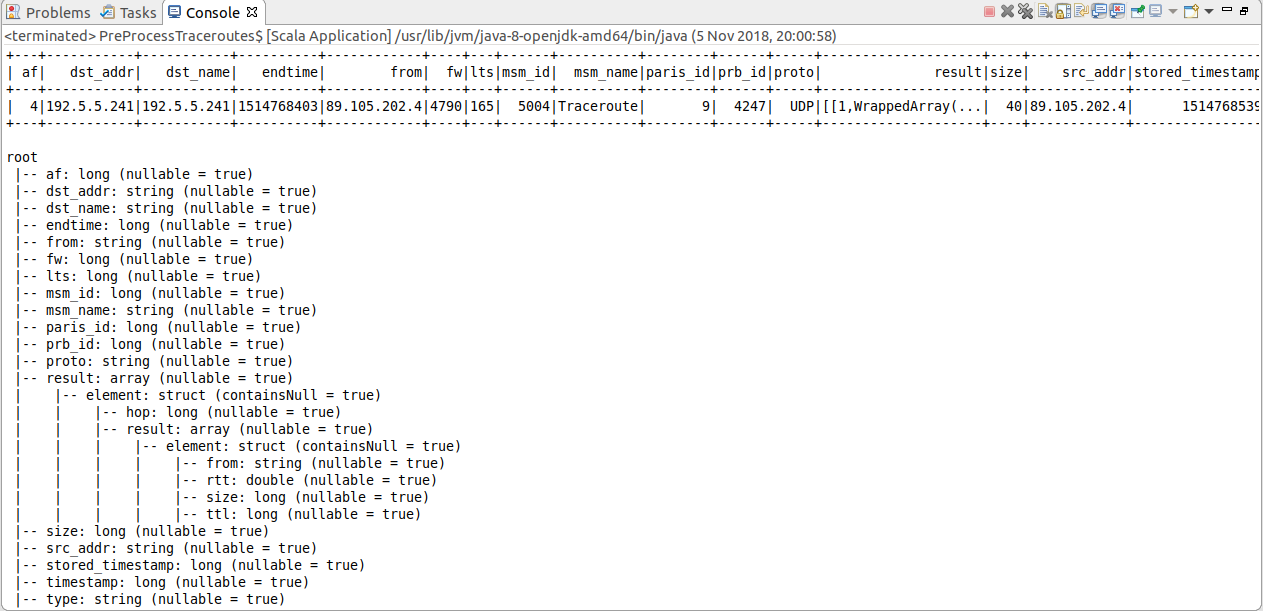 Problems Tasks Console
<terminated> PreProcessTraceroutes$ [Scala Application] /usr/lib/jvm/java-8-openjdk-amd64/bin/java (5 Nov 2018, 20:00:58)
+---+-----------+-----------+----------+------------+----+---+------+----------+--------+------+-----+--------------------+----+------------+----------------
| af|   dst_addr|   dst_name|   endtime|        from|  fw|lts|msm_id|  msm_name|paris_id|prb_id|proto|              result|size|    src_addr|stored_timestamp
+---+-----------+-----------+----------+------------+----+---+------+----------+--------+------+-----+--------------------+----+------------+----------------
|  4|192.5.5.241|192.5.5.241|1514768403|89.105.202.4|4790|165|  5004|Traceroute|       9|  4247|  UDP|[[1,WrappedArray(...|  40|89.105.202.4|      1514768539
+---+-----------+-----------+----------+------------+----+---+------+----------+--------+------+-----+--------------------+----+------------+----------------
root
 |-- af: long (nullable = true)
 |-- dst_addr: string (nullable = true)
 |-- dst_name: string (nullable = true)
 |-- endtime: long (nullable = true)
 |-- from: string (nullable = true)
 |-- fw: long (nullable = true)
 |-- lts: long (nullable = true)
 |-- msm_id: long (nullable = true)
 |-- msm_name: string (nullable = true)
 |-- paris_id: long (nullable = true)
 |-- prb_id: long (nullable = true)
 |-- proto: string (nullable = true)
 |-- result: array (nullable = true)
 |    |-- element: struct (containsNull = true)
 |    |    |-- hop: long (nullable = true)
 |    |    |-- result: array (nullable = true)
 |    |    |    |-- element: struct (containsNull = true)
 |    |    |    |    |-- from: string (nullable = true)
 |    |    |    |    |-- rtt: double (nullable = true)
 |    |    |    |    |-- size: long (nullable = true)
 |    |    |    |    |-- ttl: long (nullable = true)
 |-- size: long (nullable = true)
 |-- src_addr: string (nullable = true)
 |-- stored_timestamp: long (nullable = true)
 |-- timestamp: long (nullable = true)
 |-- type: string (nullable = true)